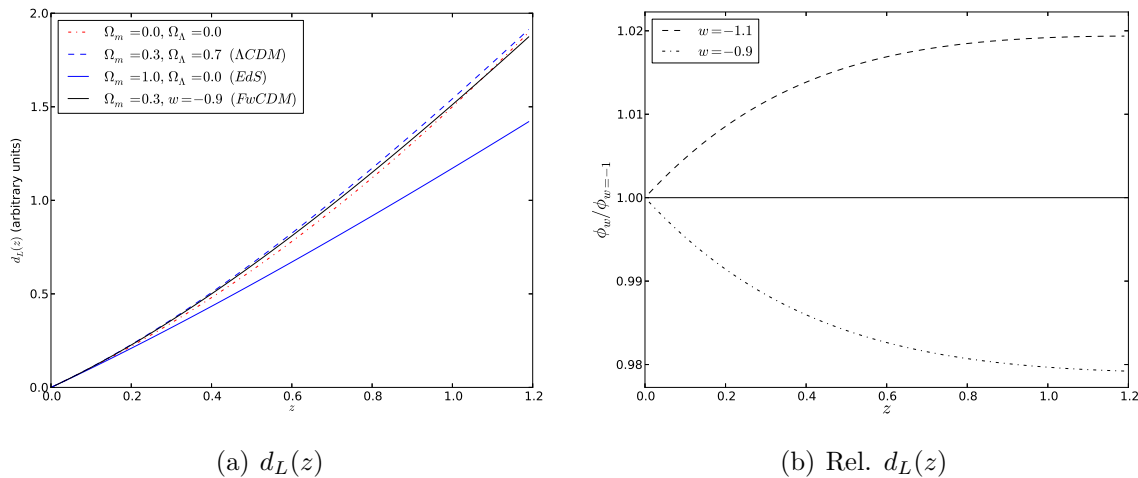 Ω_m = 0.0, Ω_Λ = 0.0
Ω_m = 0.3, Ω_Λ = 0.7 (ΛCDM)
Ω_m = 1.0, Ω_Λ = 0.0 (EdS)
Ω_m = 0.3, w = −0.9 (FwCDM)
2.0
1.5
1.0
0.5
0.0
d_L(z) (arbitrary units)
0.0 0.2 0.4 0.6 0.8 1.0 1.2
z
(a) d_L(z)
w = −1.1
w = −0.9
1.02
1.01
1.00
0.99
0.98
ϕ_w/ϕ_{w=−1}
0.0 0.2 0.4 0.6 0.8 1.0 1.2
z
(b) Rel. d_L(z)